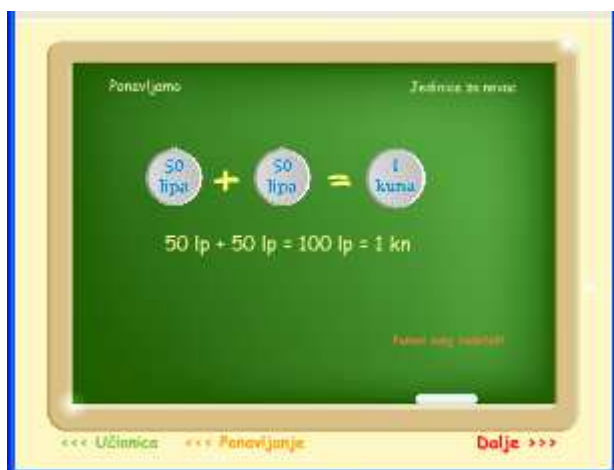 Ponavljamo
Jedinice za novac
50 lipa + 50 lipa = 1 kuna
50 lp + 50 lp = 100 lp = 1 kn
<<< Učionica
<<< Ponavljanje
Dalje >>>